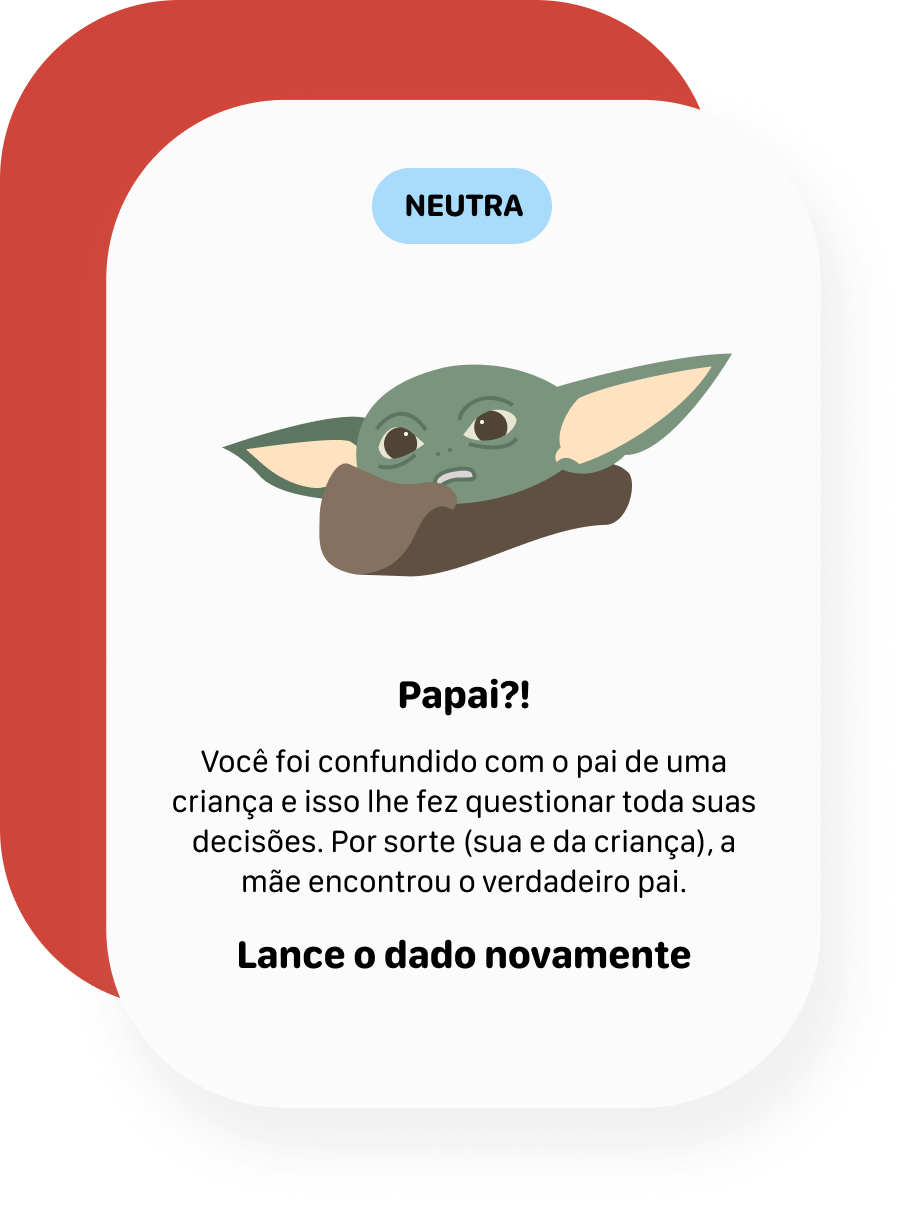 NEUTRA
Papai?!
Você foi confundido com o pai de uma
criança e isso lhe fez questionar toda suas
decisões. Por sorte (sua e da criança), a
mãe encontrou o verdadeiro pai.
Lance o dado novamente